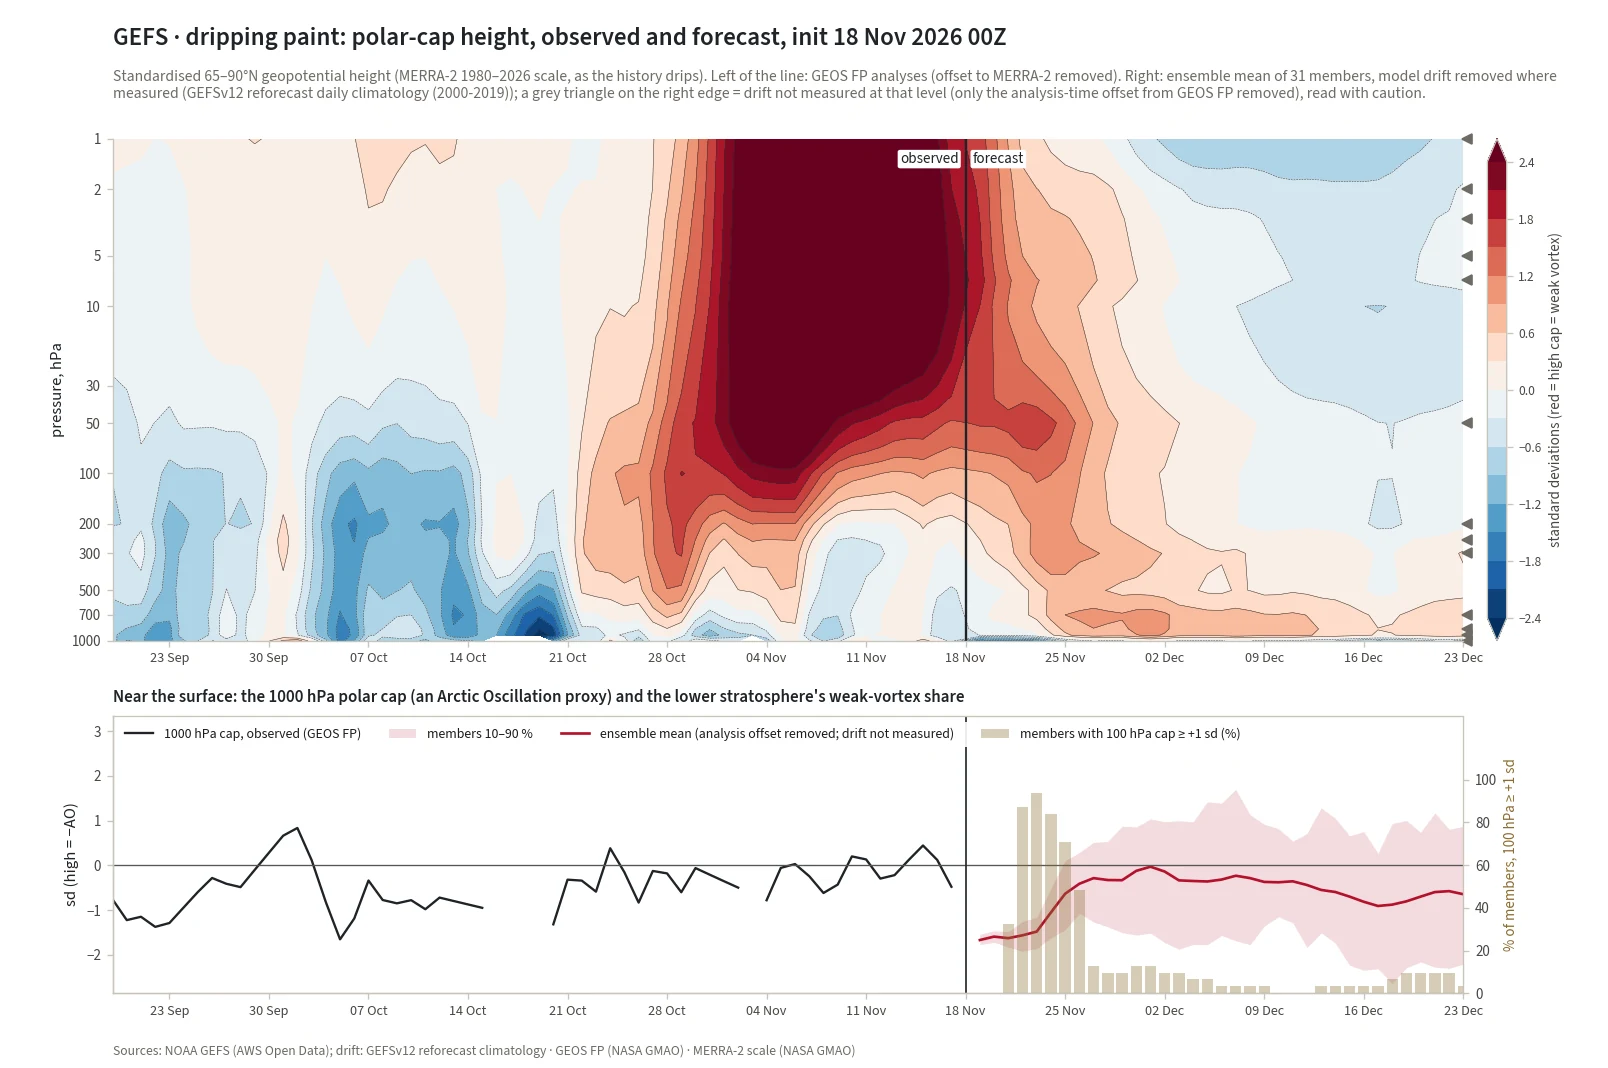 GEFS · dripping paint: polar-cap height, observed and forecast, init 18 Nov 2026 00Z
Standardised 65–90°N geopotential height (MERRA-2 1980–2026 scale, as the history drips). Left of the line: GEOS FP analyses (offset to MERRA-2 removed). Right: ensemble mean of 31 members, model drift removed where
measured (GEFSv12 reforecast daily climatology (2000-2019)); a grey triangle on the right edge = drift not measured at that level (only the analysis-time offset from GEOS FP removed), read with caution.
observed
forecast
pressure, hPa
1
2
5
10
30
50
100
200
300
500
700
1000
23 Sep
30 Sep
07 Oct
14 Oct
21 Oct
28 Oct
04 Nov
11 Nov
18 Nov
25 Nov
02 Dec
09 Dec
16 Dec
23 Dec
2.4
1.8
1.2
0.6
0.0
−0.6
−1.2
−1.8
−2.4
standard deviations (red = high cap = weak vortex)
Near the surface: the 1000 hPa polar cap (an Arctic Oscillation proxy) and the lower stratosphere's weak-vortex share
1000 hPa cap, observed (GEOS FP)
members 10–90 %
ensemble mean (analysis offset removed; drift not measured)
members with 100 hPa cap ≥ +1 sd (%)
sd (high = −AO)
3
2
1
0
−1
−2
100
80
60
40
20
0
% of members, 100 hPa ≥ +1 sd
23 Sep
30 Sep
07 Oct
14 Oct
21 Oct
28 Oct
04 Nov
11 Nov
18 Nov
25 Nov
02 Dec
09 Dec
16 Dec
23 Dec
Sources: NOAA GEFS (AWS Open Data); drift: GEFSv12 reforecast climatology · GEOS FP (NASA GMAO) · MERRA-2 scale (NASA GMAO)